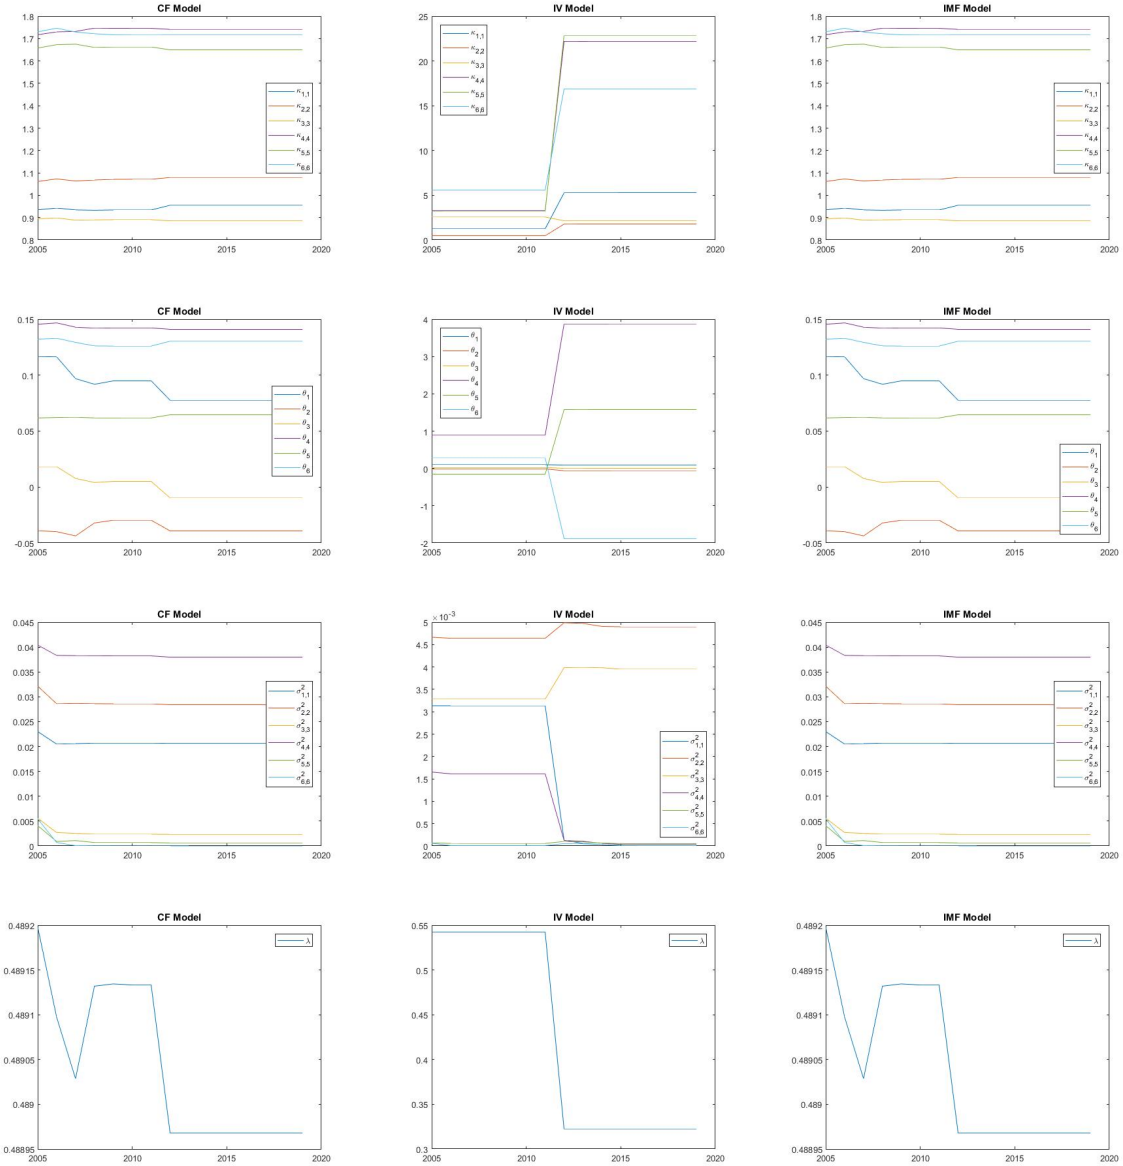 CF Model
1.8
1.7
1.6
1.5
1.4
1.3
1.2
1.1
1
0.9
0.8
2005 2010 2015 2020
κ1,1
κ2,2
κ3,3
κ4,4
κ5,5
κ6,6
IV Model
25
20
15
10
5
0
2005 2010 2015 2020
κ1,1
κ2,2
κ3,3
κ4,4
κ5,5
κ6,6
IMF Model
1.8
1.7
1.6
1.5
1.4
1.3
1.2
1.1
1
0.9
0.8
2005 2010 2015 2020
κ1,1
κ2,2
κ3,3
κ4,4
κ5,5
κ6,6
CF Model
0.15
0.1
0.05
0
-0.05
2005 2010 2015 2020
θ1
θ2
θ3
θ4
θ5
θ6
IV Model
4
3
2
1
0
-1
-2
2005 2010 2015 2020
θ1
θ2
θ3
θ4
θ5
θ6
IMF Model
0.15
0.1
0.05
0
-0.05
2005 2010 2015 2020
θ1
θ2
θ3
θ4
θ5
θ6
CF Model
0.045
0.04
0.035
0.03
0.025
0.02
0.015
0.01
0.005
0
2005 2010 2015 2020
σ²1,1
σ²2,2
σ²3,3
σ²4,4
σ²5,5
σ²6,6
IV Model
×10⁻³
5
4.5
4
3.5
3
2.5
2
1.5
1
0.5
0
2005 2010 2015 2020
σ²1,1
σ²2,2
σ²3,3
σ²4,4
σ²5,5
σ²6,6
IMF Model
0.045
0.04
0.035
0.03
0.025
0.02
0.015
0.01
0.005
0
2005 2010 2015 2020
σ²1,1
σ²2,2
σ²3,3
σ²4,4
σ²5,5
σ²6,6
CF Model
0.4892
0.48915
0.4891
0.48905
0.489
0.48895
2005 2010 2015 2020
λ
IV Model
0.55
0.5
0.45
0.4
0.35
0.3
2005 2010 2015 2020
λ
IMF Model
0.4892
0.48915
0.4891
0.48905
0.489
0.48895
2005 2010 2015 2020
λ